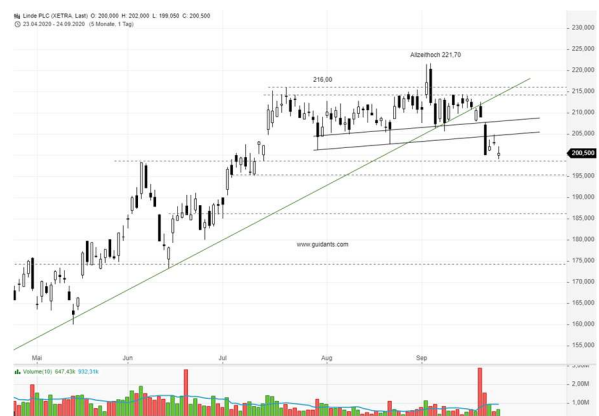 Linde PLC (XETRA, Last) O: 200,000 H: 202,000 L: 199,050 C: 200,500
23.04.2020 - 24.09.2020 (5 Monate, 1 Tag)
230,000
225,000
Allzeithoch 221,70
220,000
216,00
215,000
210,000
205,000
200,500
195,000
190,000
185,000
www.guidants.com
180,000
175,000
170,000
165,000
160,000
155,000
Mai Jun Jul Aug Sep
Volume(10) 647,43k 932,31k
3,00M
2,00M
1,00M